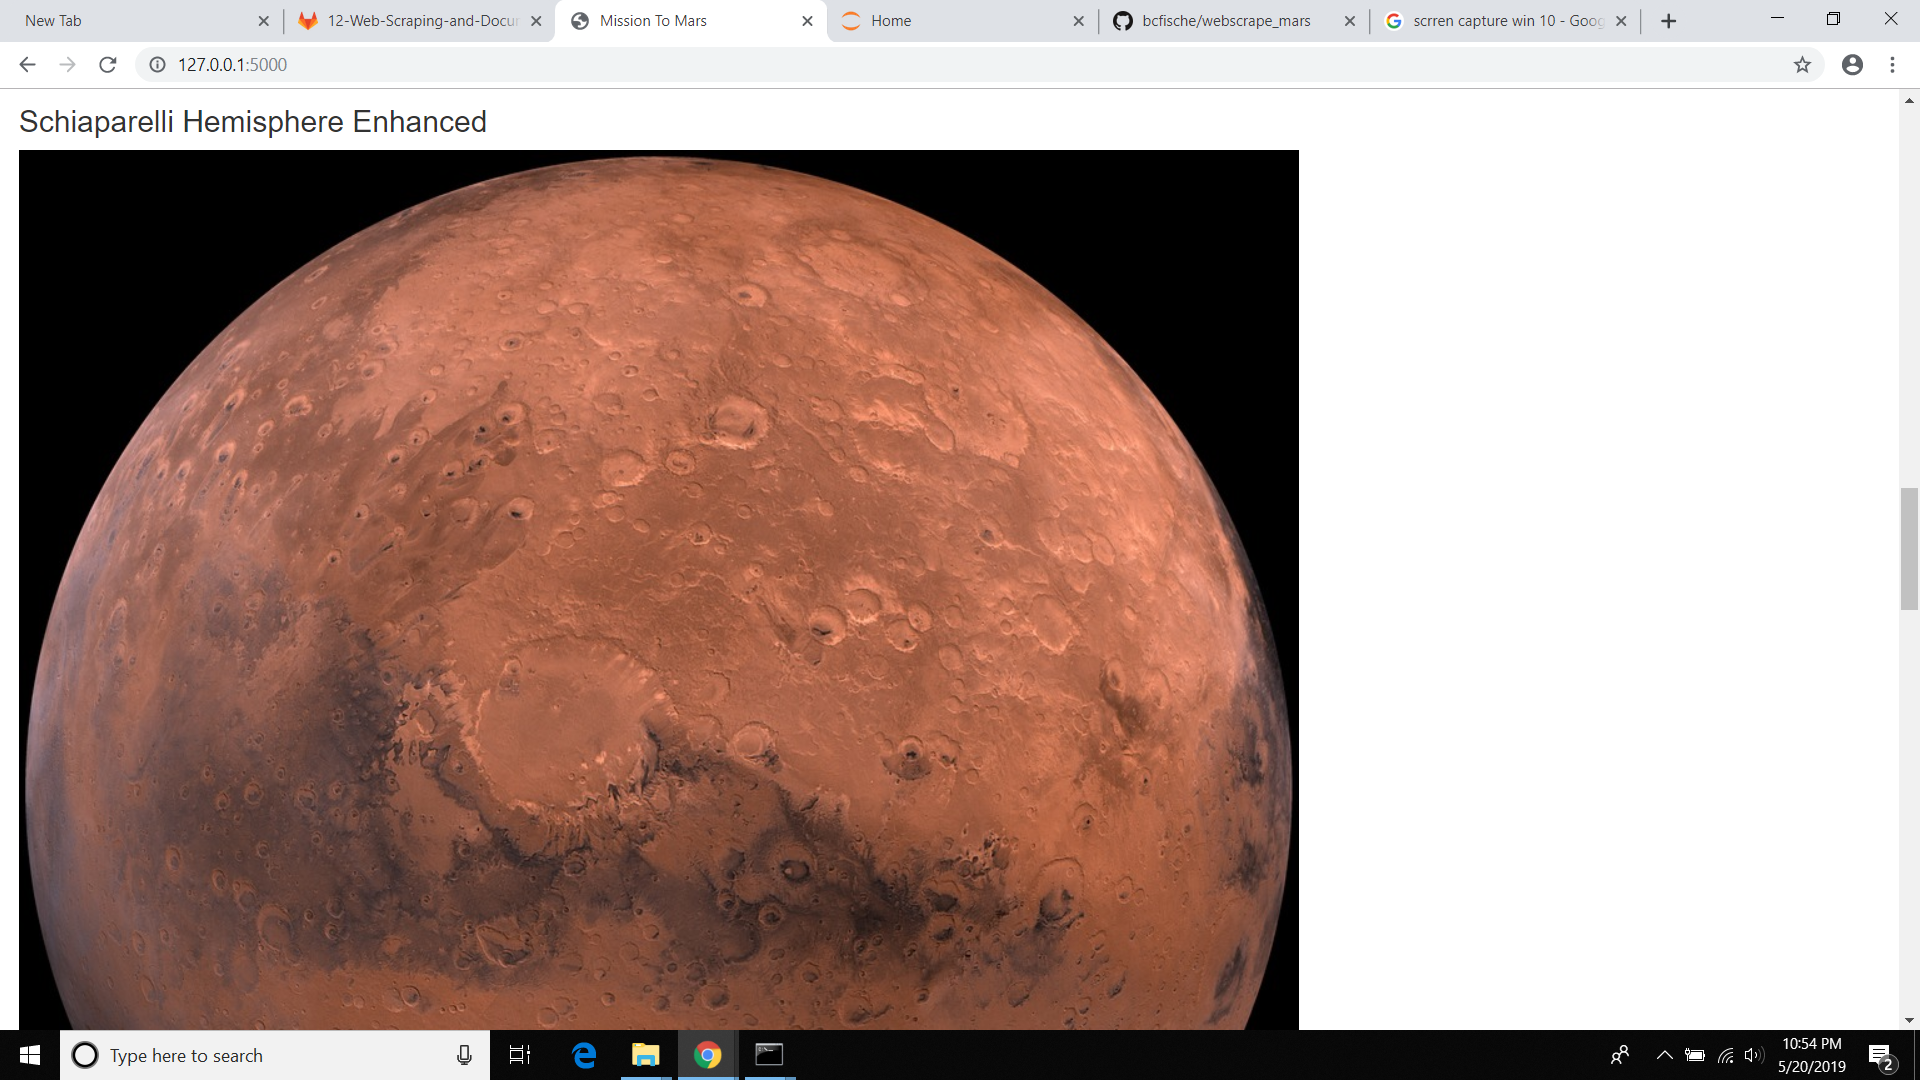 New Tab
12-Web-Scraping-and-Docu
Mission To Mars
Home
bcfische/webscrape_mars
scrren capture win 10 - Goog
127.0.0.1:5000
Schiaparelli Hemisphere Enhanced
Type here to search
10:54 PM
5/20/2019
2